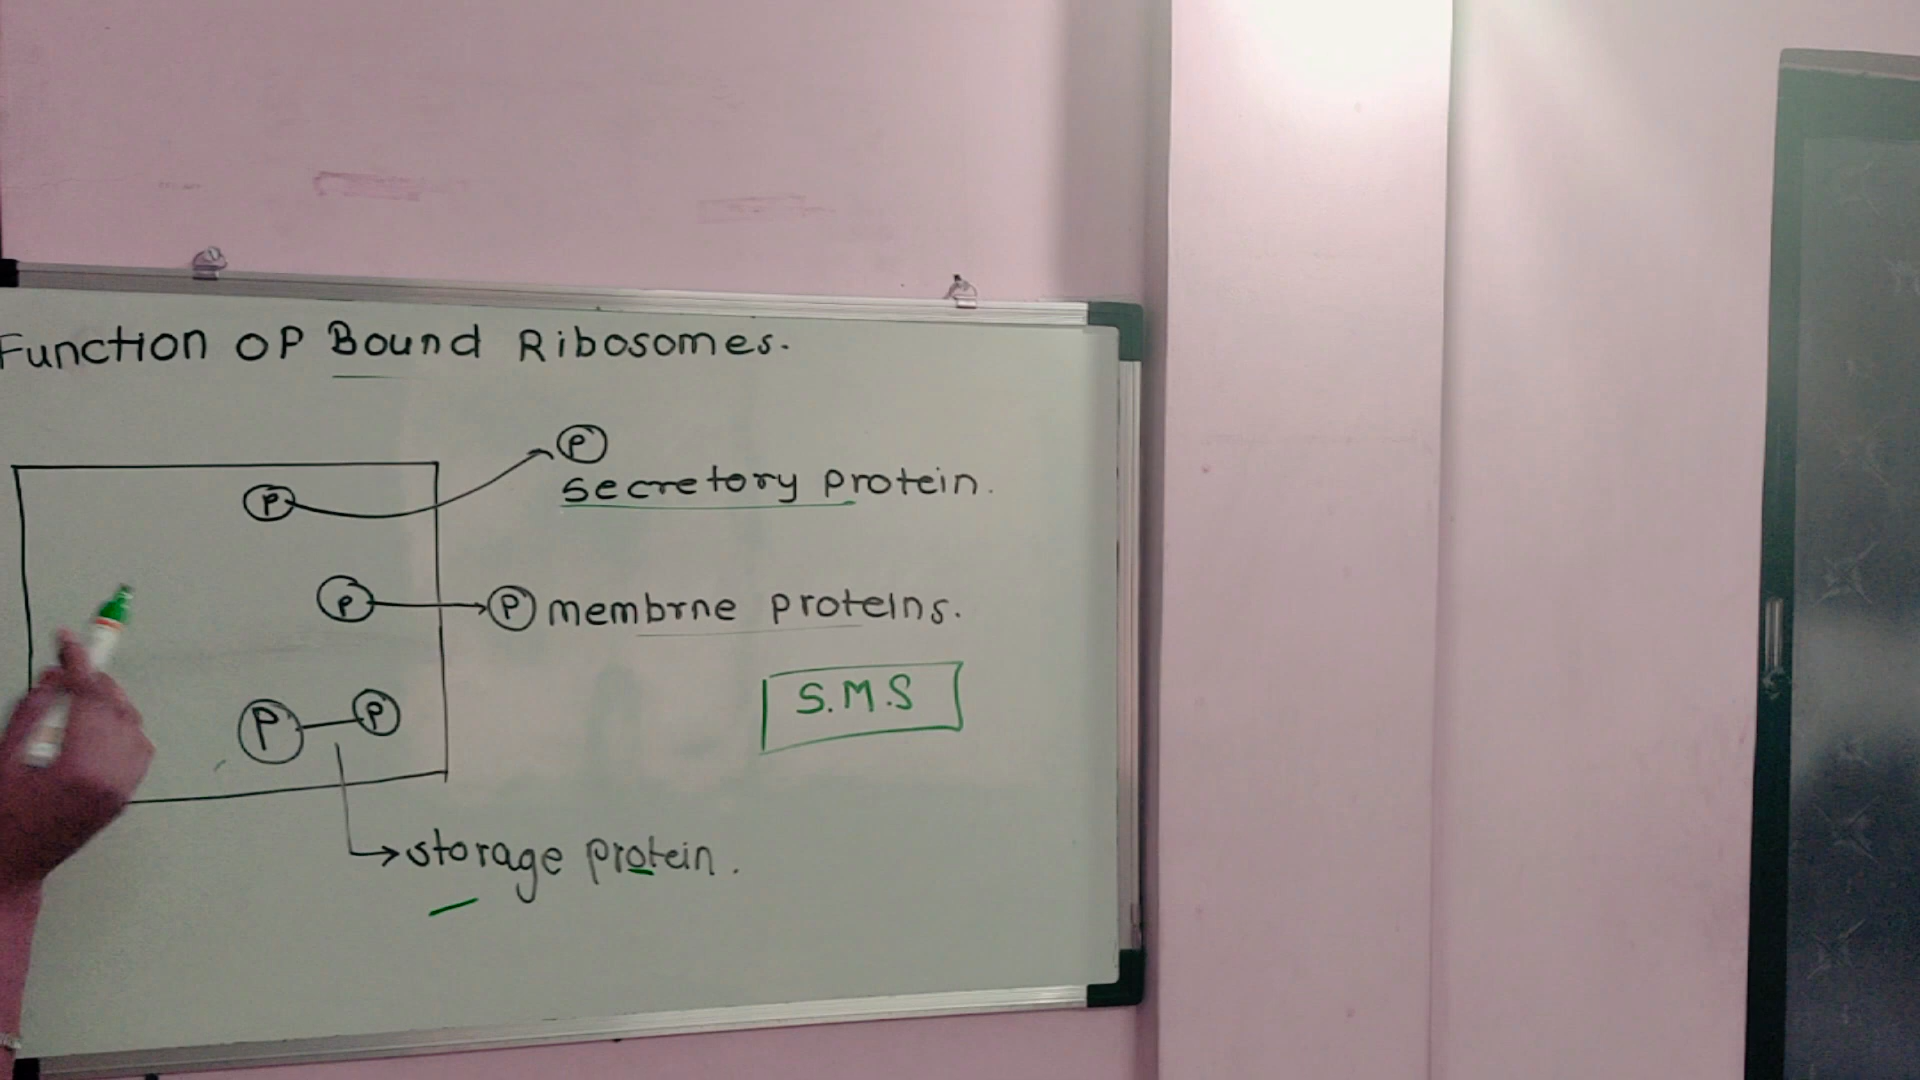 Function OP Bound Ribosomes.
P
P
secretory protein.
P
P membrne proteins.
S.M.S
P
P
storage protein.